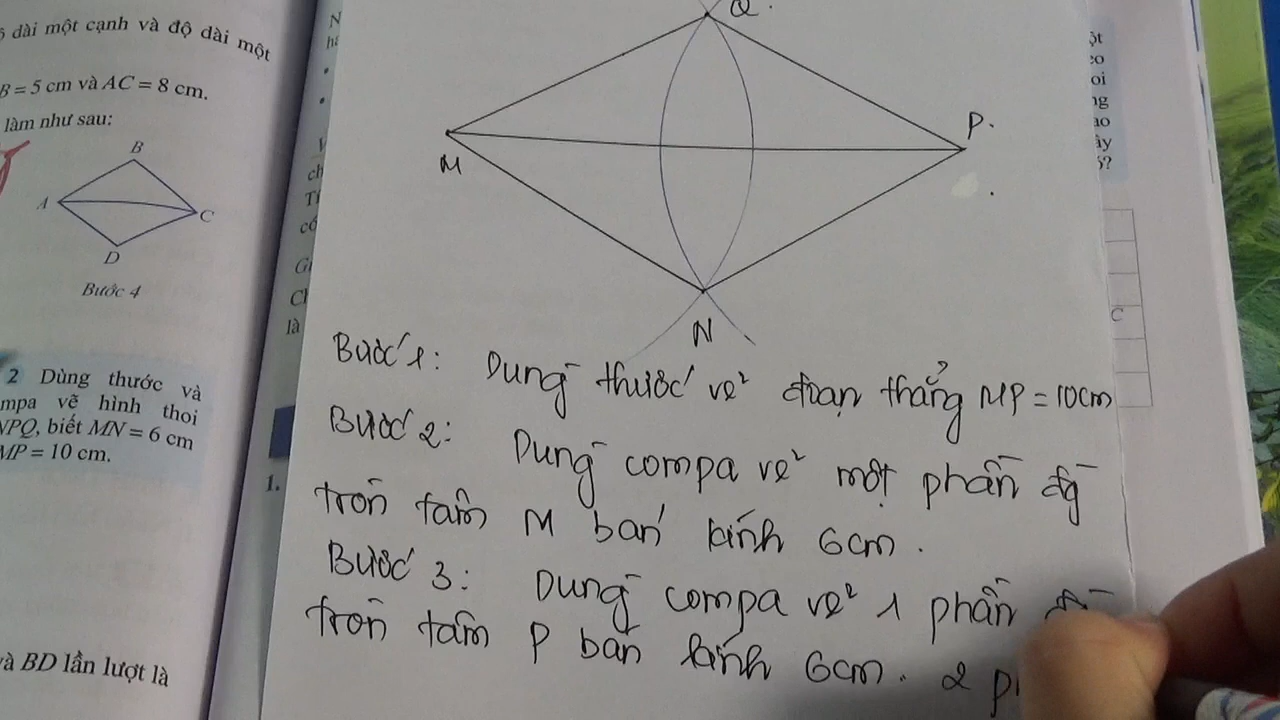 dài một cạnh và độ dài một
B = 5 cm và AC = 8 cm.
làm như sau:
B
A
C
D
Bước 4
2 Dùng thước và
mpa vẽ hình thoi
NPQ, biết MN = 6 cm
MP = 10 cm.
và BD lần lượt là
1.
là
Q.
M
P.
N
Bước 1: Dùng thước vẽ đoạn thẳng MP = 10cm
Bước 2: Dùng compa vẽ một phần đg
tròn tâm M bán kính 6cm.
Bước 3: Dùng compa vẽ 1 phần
tròn tâm P bán kính 6cm. 2
C